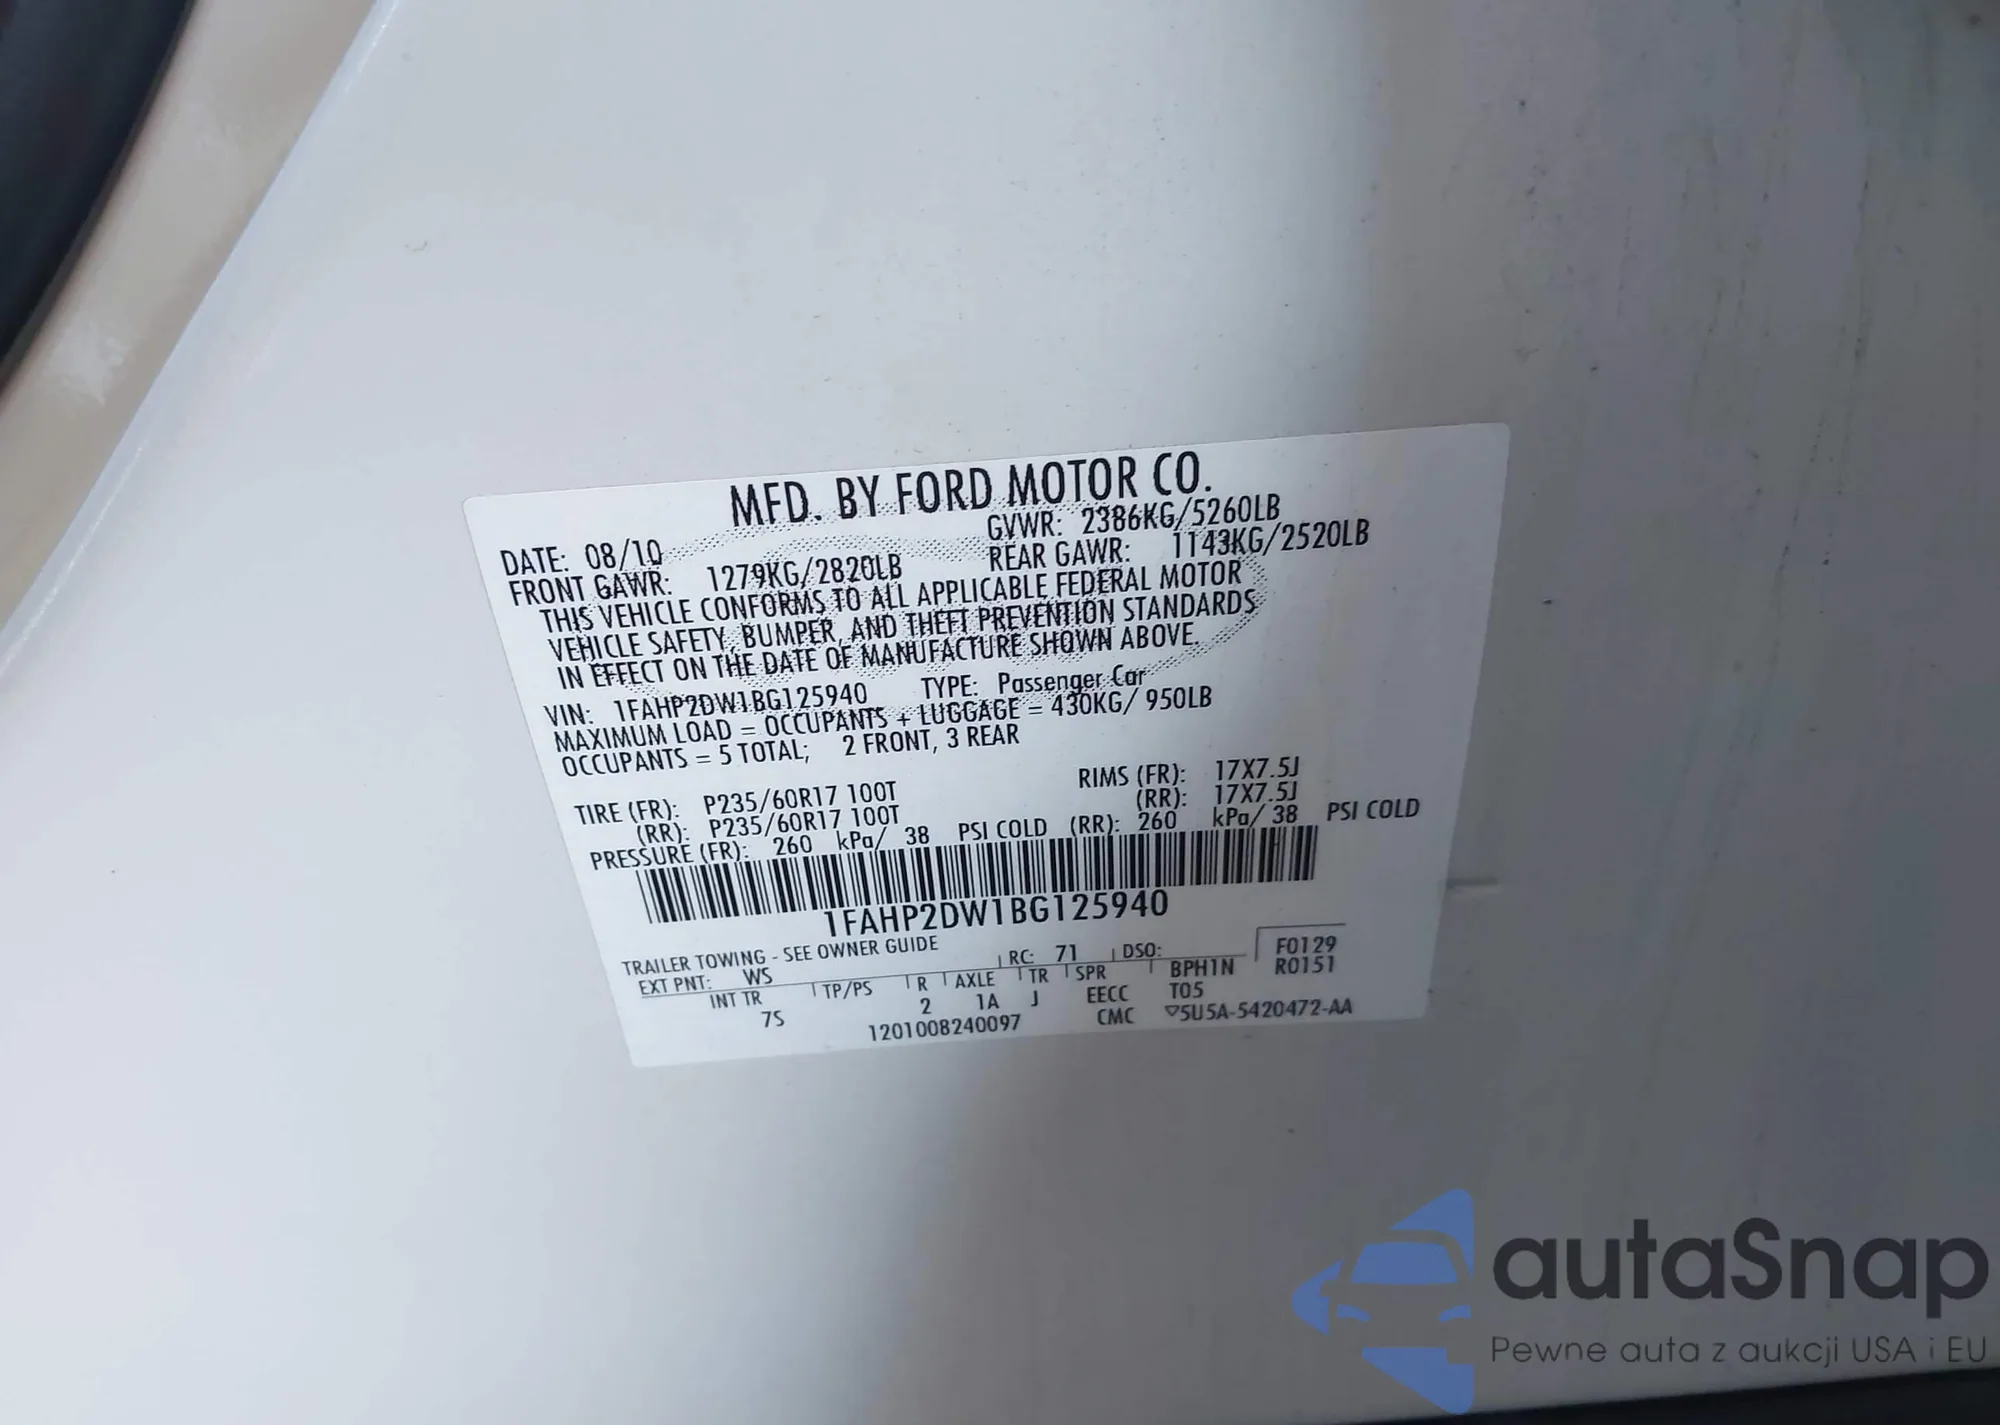 MFD. BY FORD MOTOR CO.
DATE: 08/10 GVWR: 2386KG/5260LB
FRONT GAWR: 1279KG/2820LB REAR GAWR: 1143KG/2520LB
THIS VEHICLE CONFORMS TO ALL APPLICABLE FEDERAL MOTOR
VEHICLE SAFETY, BUMPER, AND THEFT PREVENTION STANDARDS
IN EFFECT ON THE DATE OF MANUFACTURE SHOWN ABOVE.
VIN: 1FAHP2DW1BG125940 TYPE: Passenger Car
MAXIMUM LOAD = OCCUPANTS + LUGGAGE = 430KG/ 950LB
OCCUPANTS = 5 TOTAL; 2 FRONT, 3 REAR
TIRE (FR): P235/60R17 100T RIMS (FR): 17X7.5J
(RR): P235/60R17 100T (RR): 17X7.5J
PRESSURE (FR): 260 kPa/ 38 PSI COLD (RR): 260 kPa/ 38 PSI COLD
1FAHP2DW1BG125940
TRAILER TOWING - SEE OWNER GUIDE
EXT PNT: WS RC: 71 DSO: F0129
INT TR TP/PS R AXLE TR SPR BPH1N R0151
7S 2 1A J EECC T05
1201008240097 CMC ▽5U5A-5420472-AA
autaSnap
Pewne auta z aukcji USA i EU